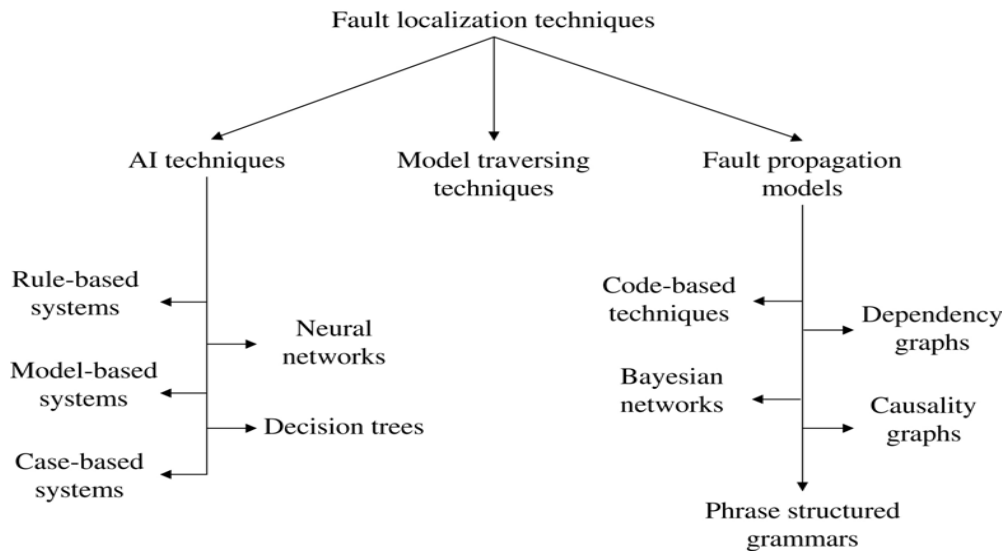 Fault localization techniques
AI techniques
Model traversing
techniques
Fault propagation
models
Rule-based
systems
Neural
networks
Model-based
systems
Decision trees
Case-based
systems
Code-based
techniques
Dependency
graphs
Bayesian
networks
Causality
graphs
Phrase structured
grammars